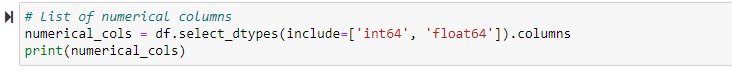 # List of numerical columns
numerical_cols = df.select_dtypes(include=['int64', 'float64']).columns
print(numerical_cols)